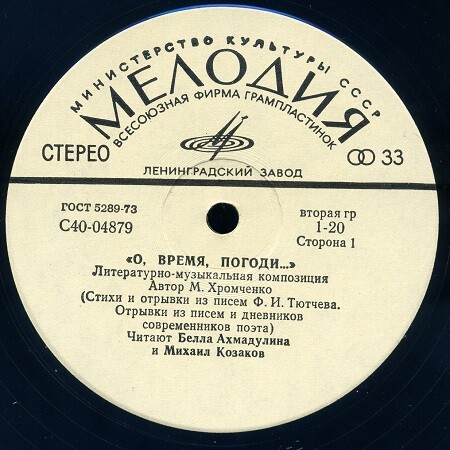 МИНИСТЕРСТВО КУЛЬТУРЫ СССР
МЕЛОДИЯ
ВСЕСОЮЗНАЯ ФИРМА ГРАМПЛАСТИНОК
СТЕРЕО
33
ЛЕНИНГРАДСКИЙ ЗАВОД
ГОСТ 5289-73
С40-04879
вторая гр
1-20
Сторона 1
«О, ВРЕМЯ, ПОГОДИ...»
Литературно-музыкальная композиция
Автор М. Хромченко
(Стихи и отрывки из писем Ф. И. Тютчева.
Отрывки из писем и дневников
современников поэта)
Читают Белла Ахмадулина
и Михаил Козаков